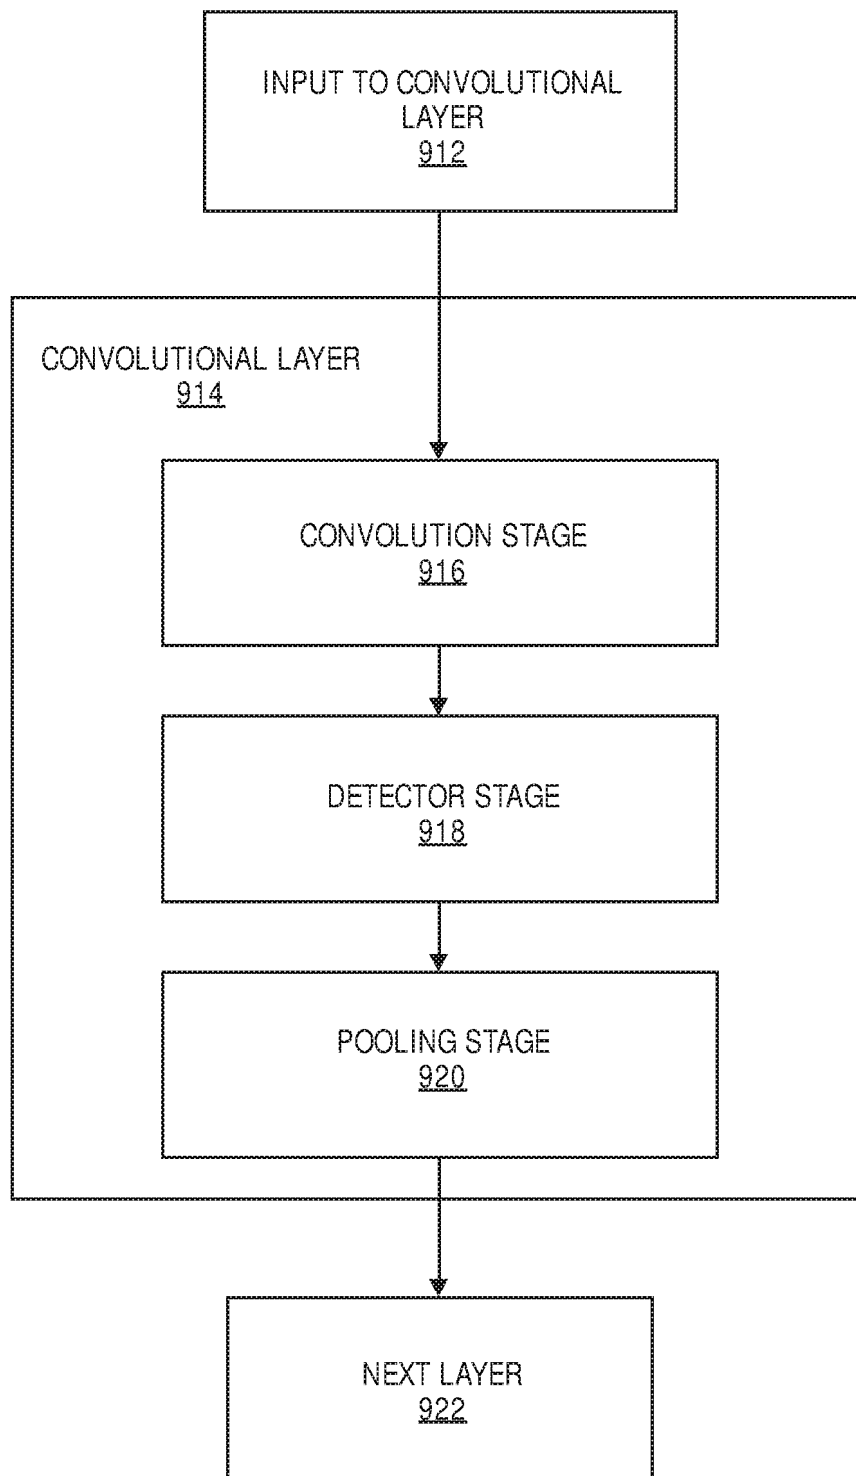 INPUT TO CONVOLUTIONAL
LAYER
912
CONVOLUTIONAL LAYER
914
CONVOLUTION STAGE
916
DETECTOR STAGE
918
POOLING STAGE
920
NEXT LAYER
922